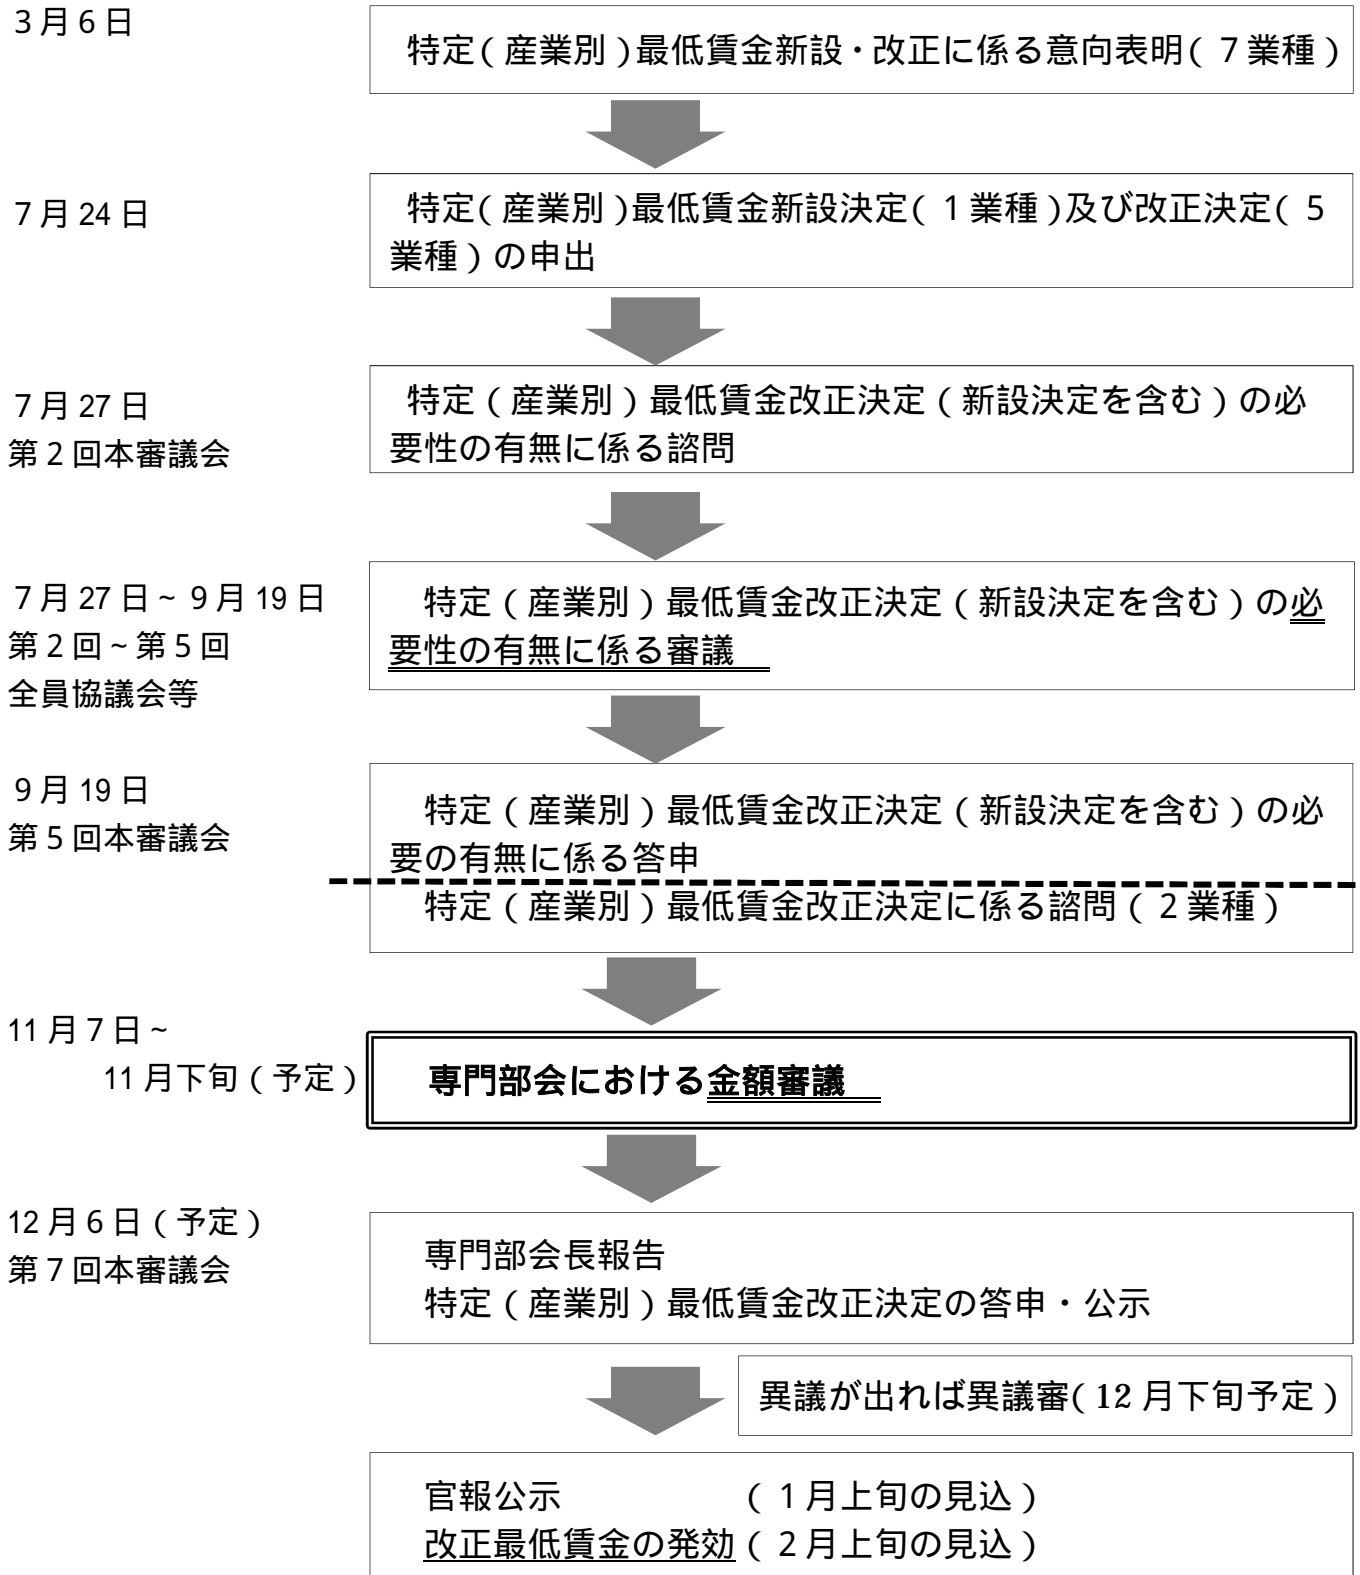 3月6日
特定(産業別)最低賃金新設・改正に係る意向表明(7業種)
7月24日
特定(産業別)最低賃金新設決定(1業種)及び改正決定(5
業種)の申出
7月27日
第2回本審議会
特定(産業別)最低賃金改正決定(新設決定を含む)の必
要性の有無に係る諮問
7月27日~9月19日
第2回~第5回
全員協議会等
特定(産業別)最低賃金改正決定(新設決定を含む)の必
要性の有無に係る審議
9月19日
第5回本審議会
特定(産業別)最低賃金改正決定(新設決定を含む)の必
要の有無に係る答申
特定(産業別)最低賃金改正決定に係る諮問(2業種)
11月7日~
11月下旬(予定)
専門部会における金額審議
12月6日(予定)
第7回本審議会
専門部会長報告
特定(産業別)最低賃金改正決定の答申・公示
異議が出れば異議審(12月下旬予定)
官報公示 (1月上旬の見込)
改正最低賃金の発効(2月上旬の見込)